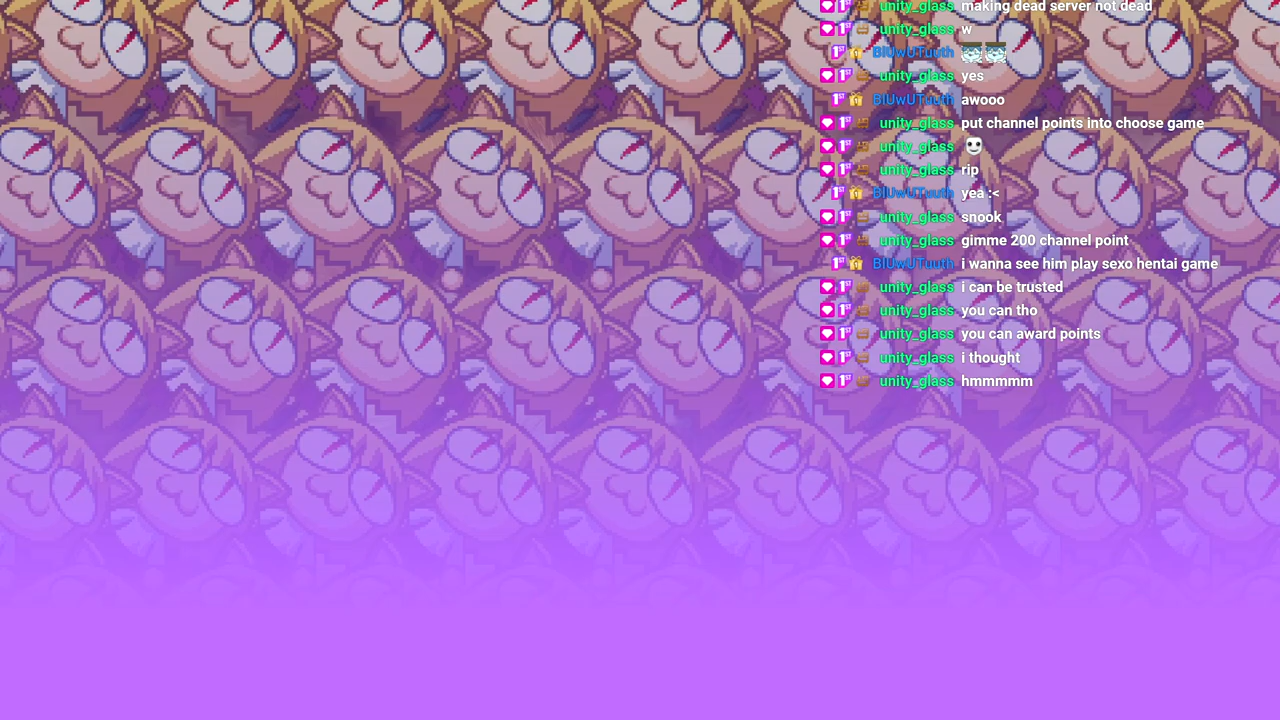 unity_glass making dead server not dead
unity_glass w
BlUwUTuuth
unity_glass yes
BlUwUTuuth awooo
unity_glass put channel points into choose game
unity_glass
unity_glass rip
BlUwUTuuth yea :<
unity_glass snook
unity_glass gimme 200 channel point
BlUwUTuuth i wanna see him play sexo hentai game
unity_glass i can be trusted
unity_glass you can tho
unity_glass you can award points
unity_glass i thought
unity_glass hmmmmm